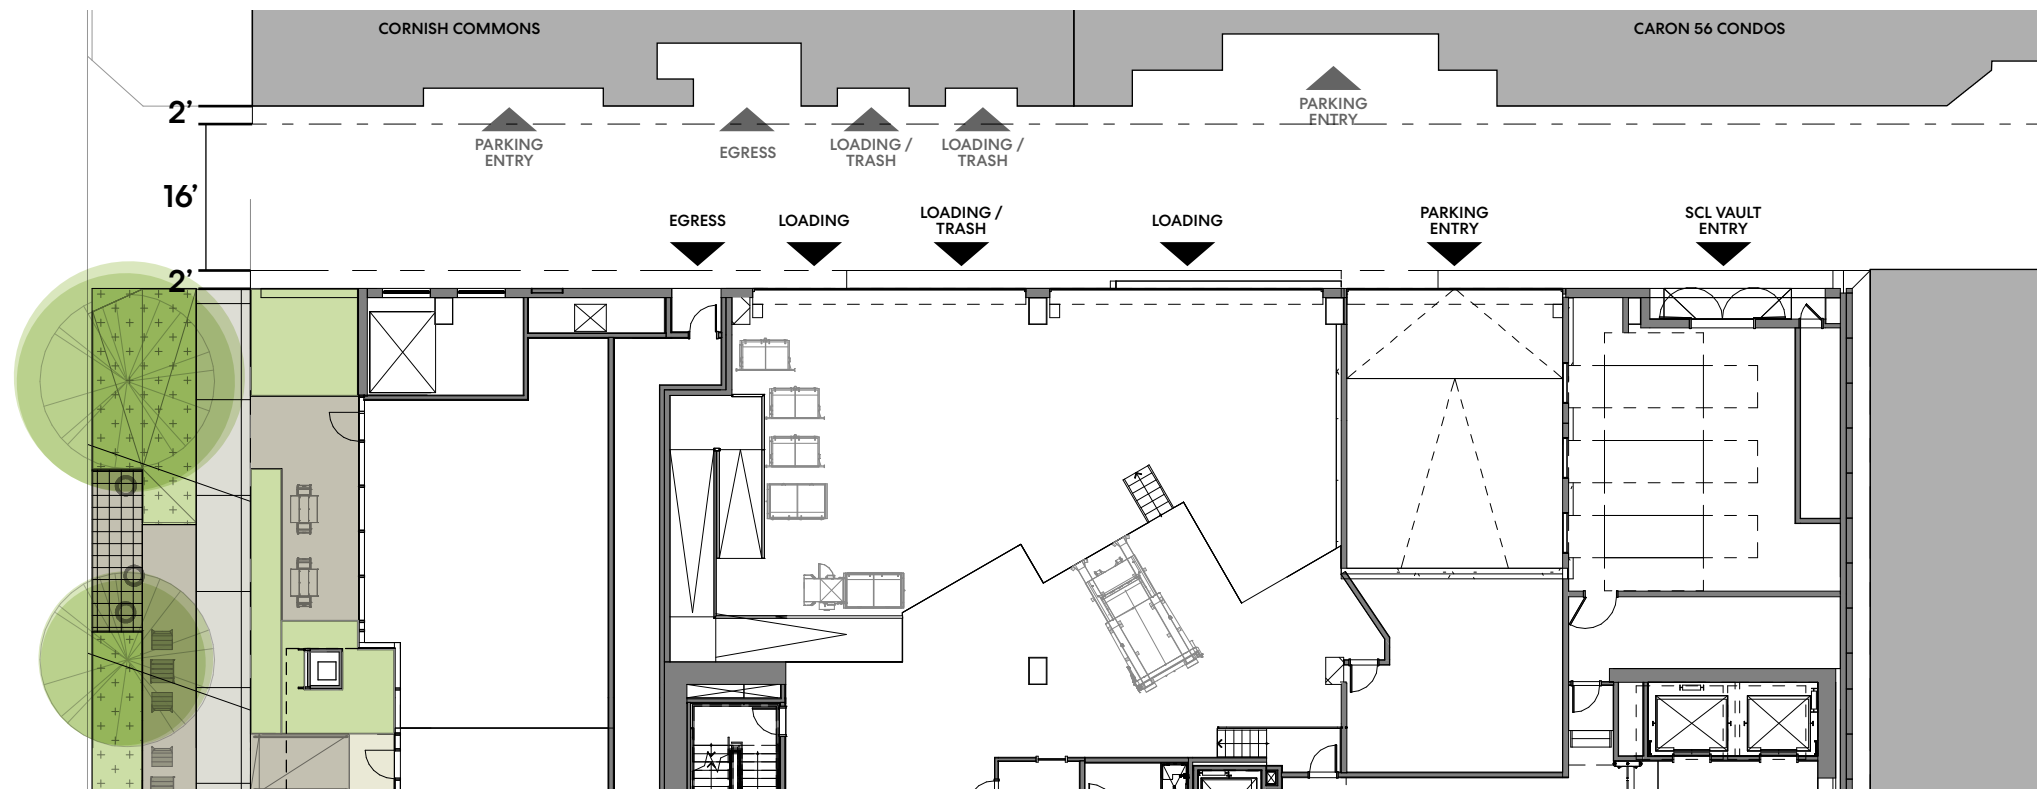 CORNISH COMMONS
CARON 56 CONDOS
2’
PARKING
ENTRY
EGRESS
LOADING /
TRASH
LOADING /
TRASH
PARKING
ENTRY
16’
EGRESS
LOADING
LOADING /
TRASH
LOADING
PARKING
ENTRY
SCL VAULT
ENTRY
2’